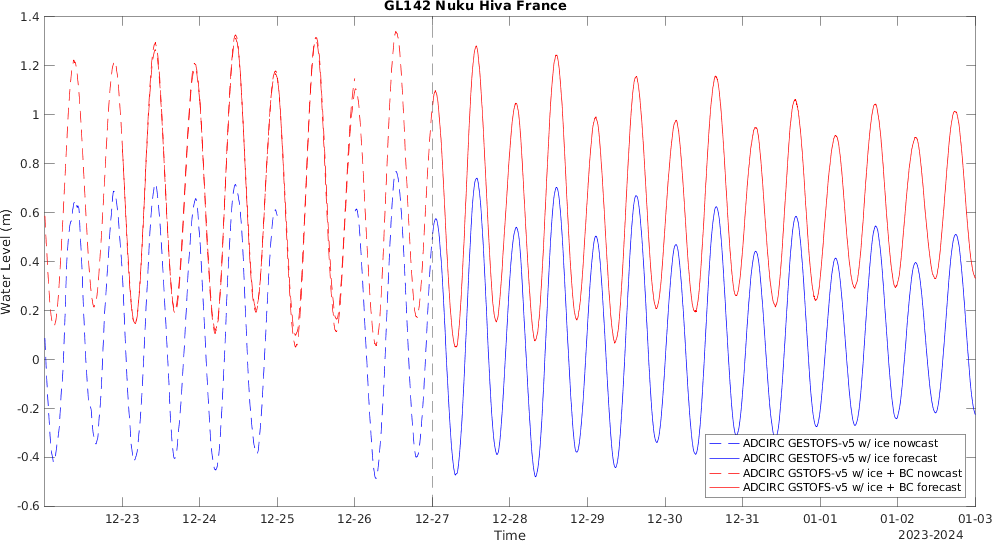 GL142 Nuku Hiva France
1.4
1.2
1
0.8
0.6
0.4
0.2
0
-0.2
-0.4
-0.6
Water Level (m)
ADCIRC GESTOFS-v5 w/ ice nowcast
ADCIRC GESTOFS-v5 w/ ice forecast
ADCIRC GSTOFS-v5 w/ ice + BC nowcast
ADCIRC GSTOFS-v5 w/ ice + BC forecast
12-23 12-24 12-25 12-26 12-27 12-28 12-29 12-30 12-31 01-01 01-02 01-03
Time
2023-2024